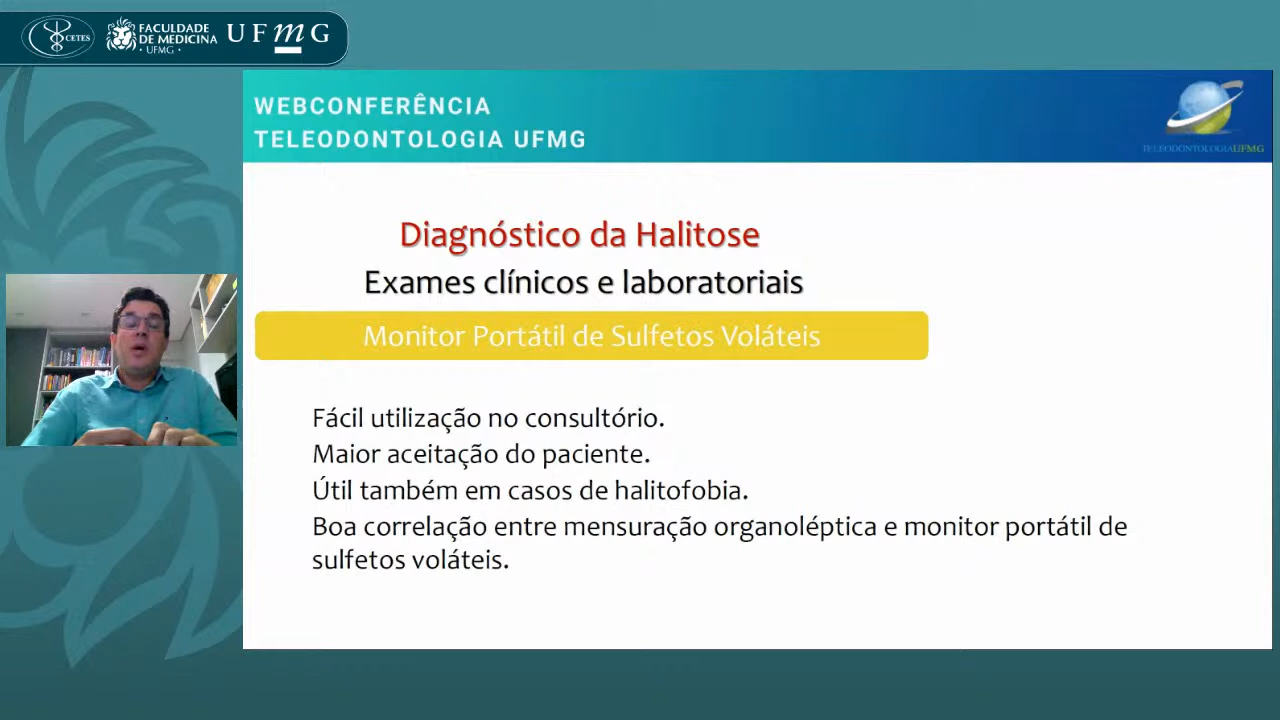 CETES
FACULDADE
DE MEDICINA
• UFMG •
UFmG
WEBCONFERÊNCIA
TELEODONTOLOGIA UFMG
TELEODONTOLOGIAUFMG
Diagnóstico da Halitose
Exames clínicos e laboratoriais
Monitor Portátil de Sulfetos Voláteis
Fácil utilização no consultório.
Maior aceitação do paciente.
Útil também em casos de halitofobia.
Boa correlação entre mensuração organoléptica e monitor portátil de
sulfetos voláteis.